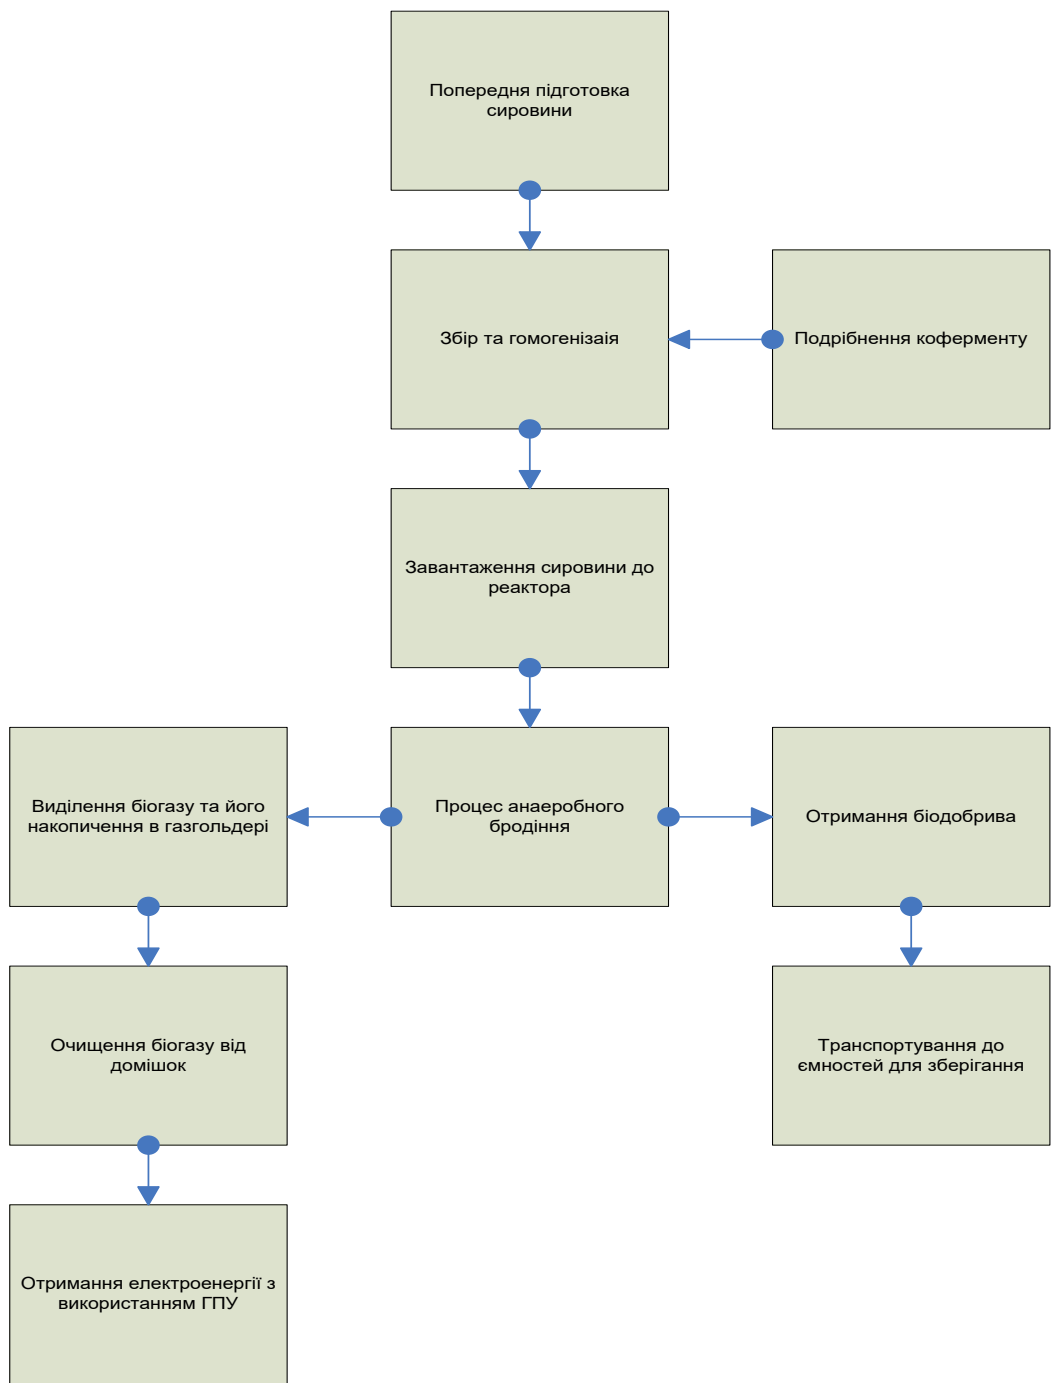 Попередня підготовка
сировини
Збір та гомогенізаія
Подрібнення коферменту
Завантаження сировини до
реактора
Виділення біогазу та його
накопичення в газгольдері
Процес анаеробного
бродіння
Отримання біодобрива
Очищення біогазу від
домішок
Транспортування до
ємностей для зберігання
Отримання електроенергії з
використанням ГПУ